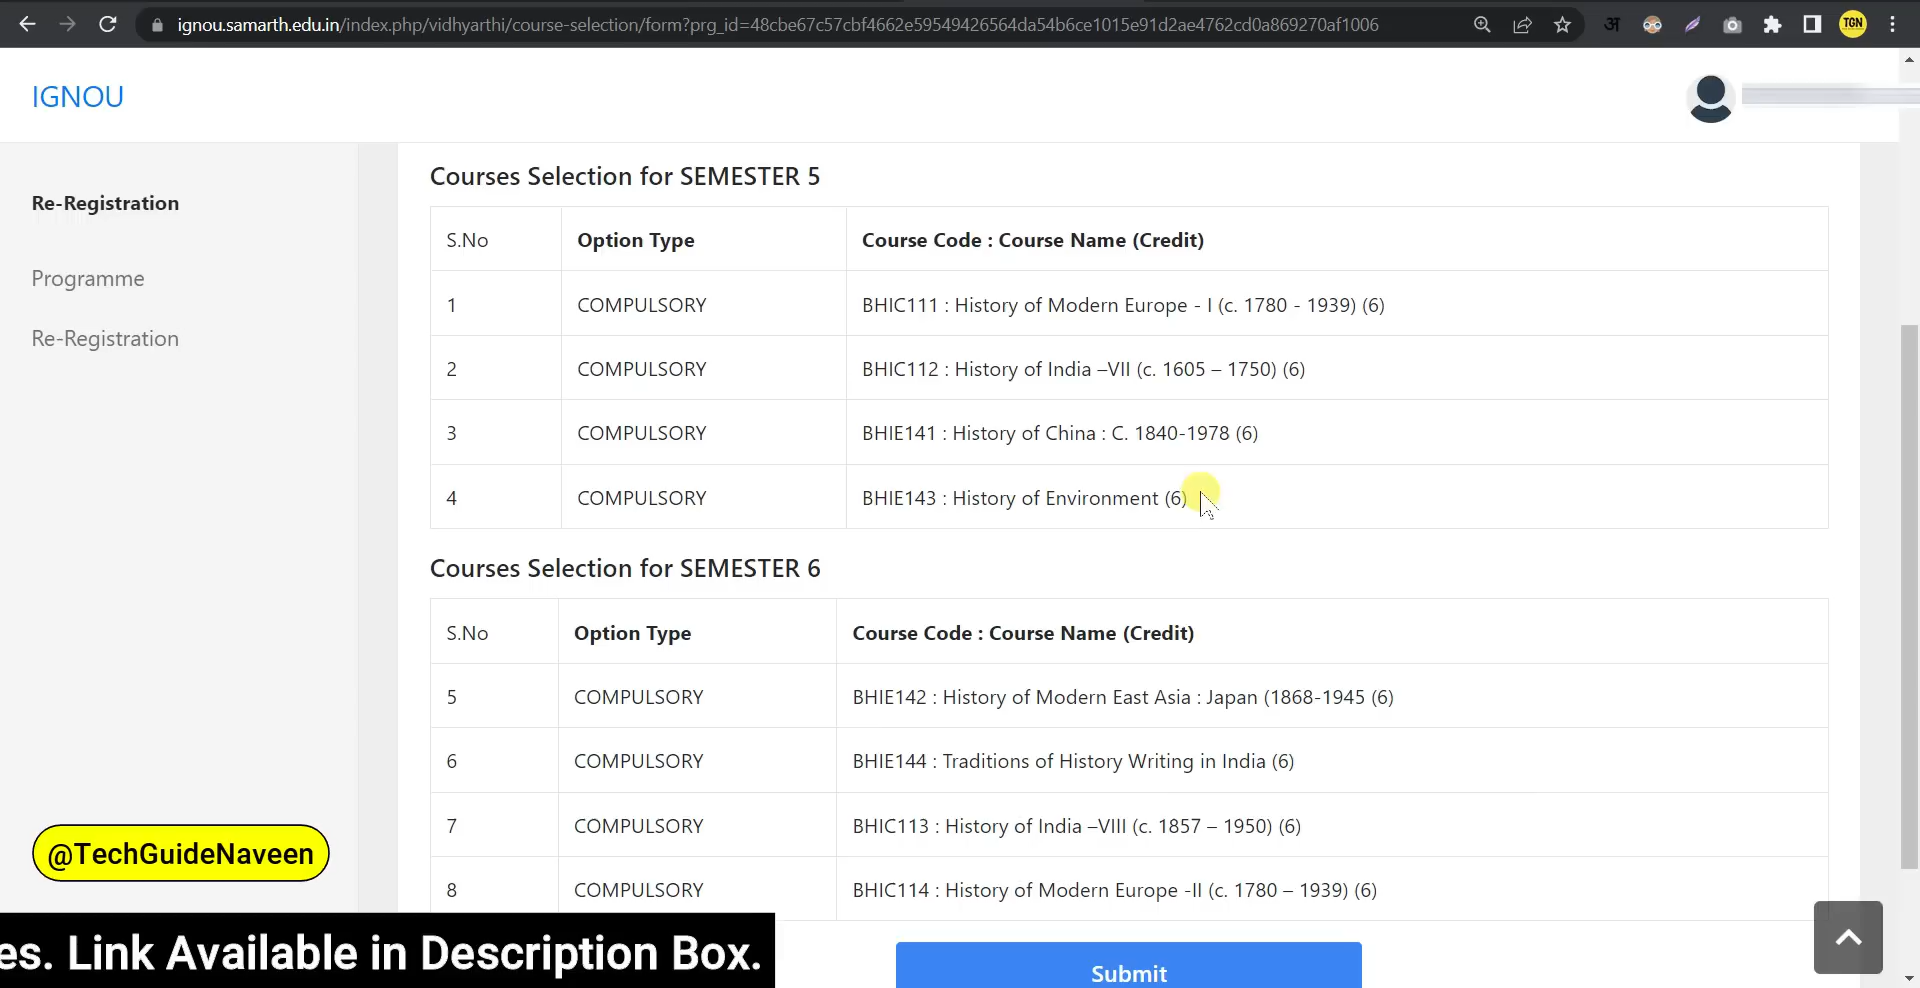 ignou.samarth.edu.in/index.php/vidhyarthi/course-selection/form?prg_id=48cbe67c57cbf4662e59549426564da54b6ce1015e91d2ae4762cd0a869270af1006
अ
TGN
IGNOU
Re-Registration
Programme
Re-Registration
Courses Selection for SEMESTER 5
S.No Option Type Course Code : Course Name (Credit)
1 COMPULSORY BHIC111 : History of Modern Europe - I (c. 1780 - 1939) (6)
2 COMPULSORY BHIC112 : History of India –VII (c. 1605 – 1750) (6)
3 COMPULSORY BHIE141 : History of China : C. 1840-1978 (6)
4 COMPULSORY BHIE143 : History of Environment (6)
Courses Selection for SEMESTER 6
S.No Option Type Course Code : Course Name (Credit)
5 COMPULSORY BHIE142 : History of Modern East Asia : Japan (1868-1945 (6)
6 COMPULSORY BHIE144 : Traditions of History Writing in India (6)
7 COMPULSORY BHIC113 : History of India –VIII (c. 1857 – 1950) (6)
8 COMPULSORY BHIC114 : History of Modern Europe -II (c. 1780 – 1939) (6)
@TechGuideNaveen
es. Link Available in Description Box.
Submit